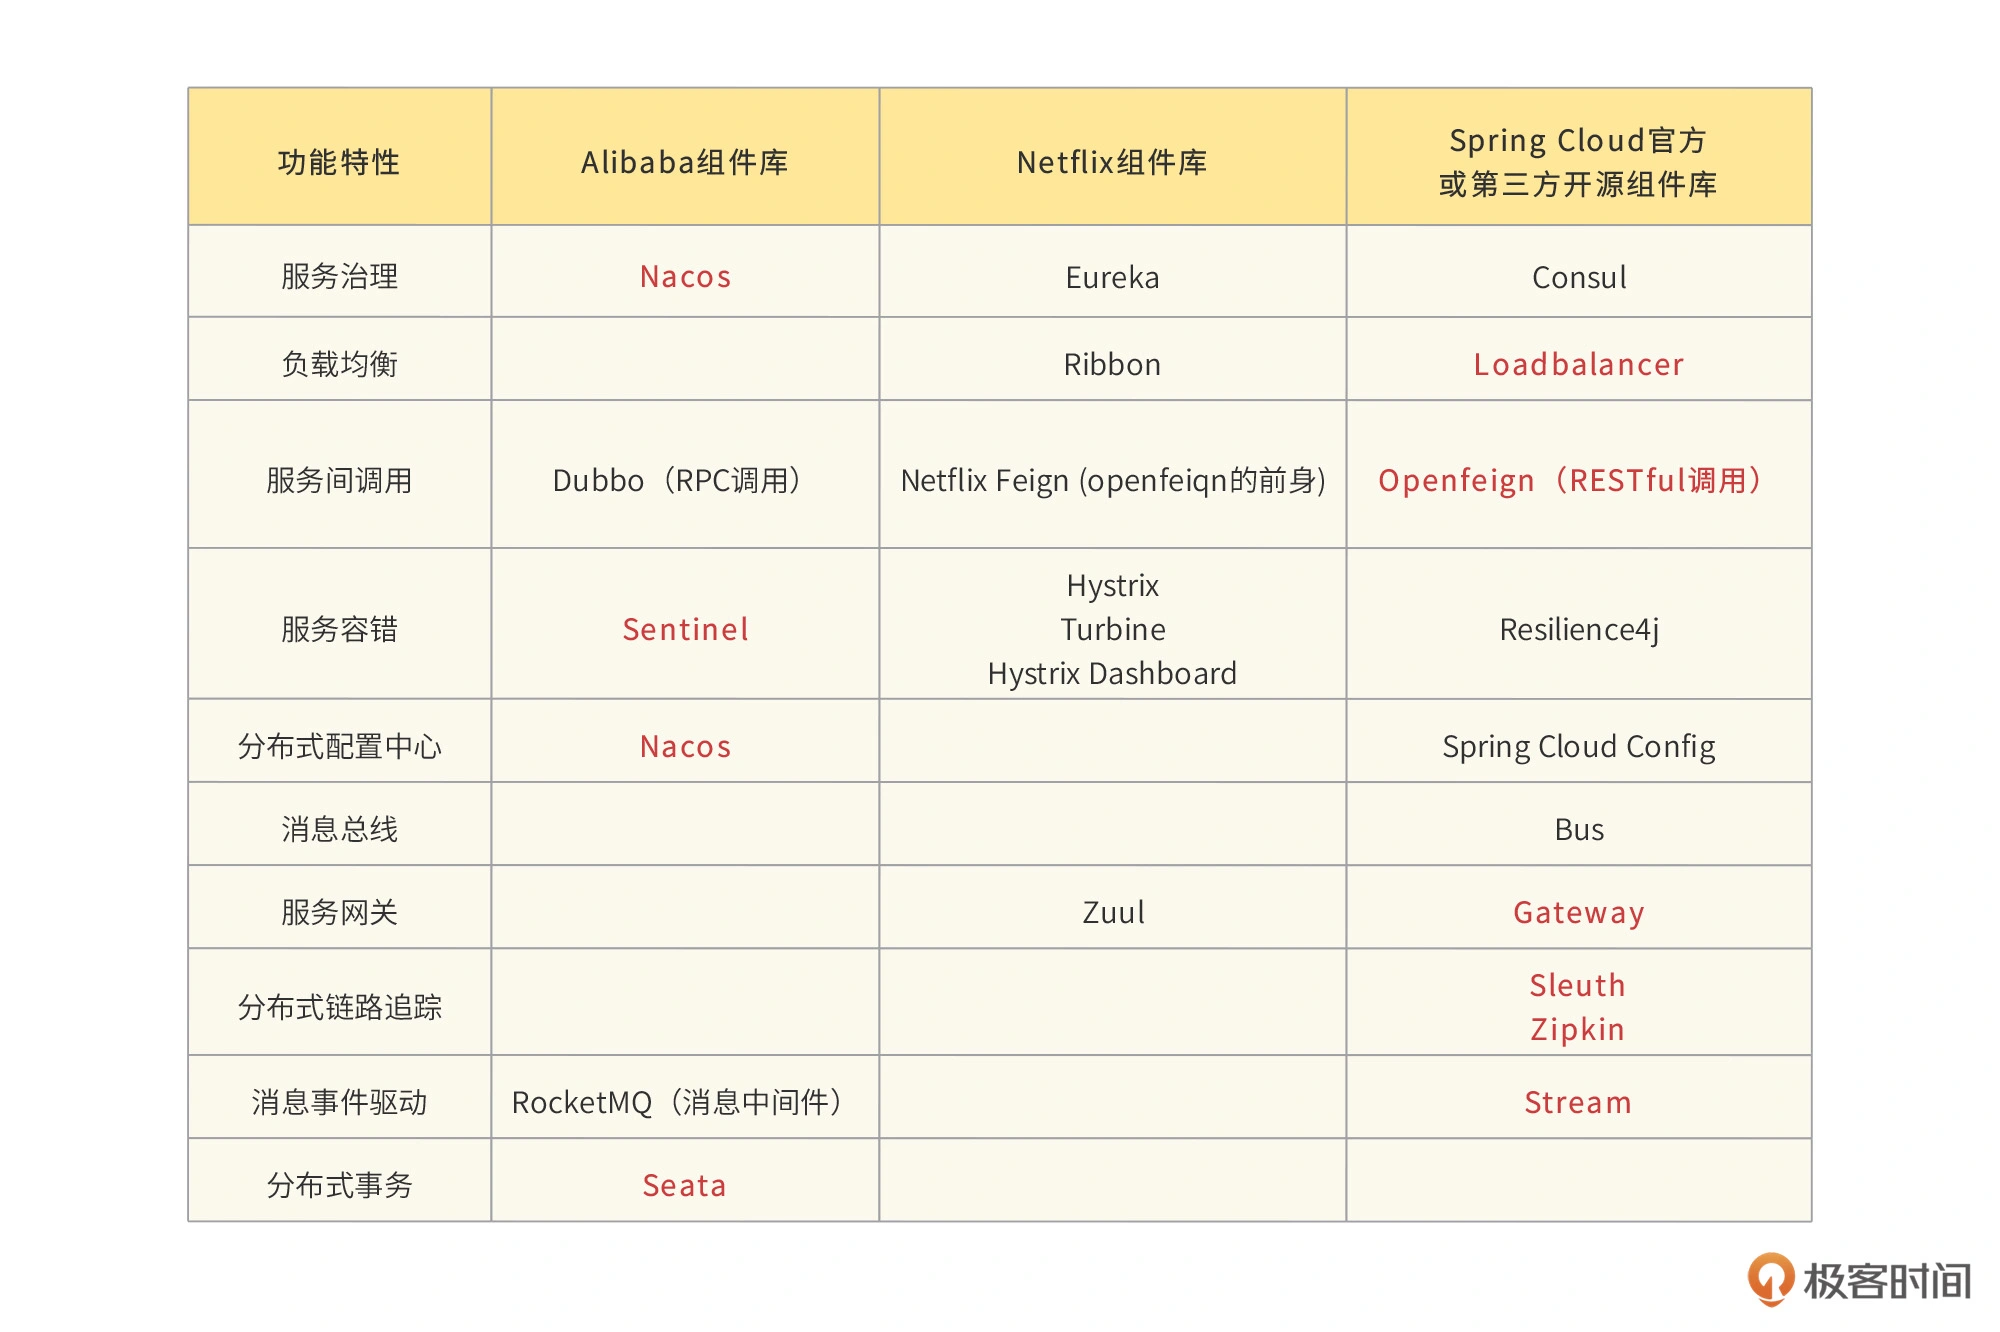 功能特性
Alibaba组件库
Netflix组件库
Spring Cloud官方
或第三方开源组件库
服务治理
Nacos
Eureka
Consul
负载均衡
Ribbon
Loadbalancer
服务间调用
Dubbo（RPC调用）
Netflix Feign (openfeiqn的前身)
Openfeign（RESTful调用）
服务容错
Sentinel
Hystrix
Turbine
Hystrix Dashboard
Resilience4j
分布式配置中心
Nacos
Spring Cloud Config
消息总线
Bus
服务网关
Zuul
Gateway
分布式链路追踪
Sleuth
Zipkin
消息事件驱动
RocketMQ（消息中间件）
Stream
分布式事务
Seata
极客时间